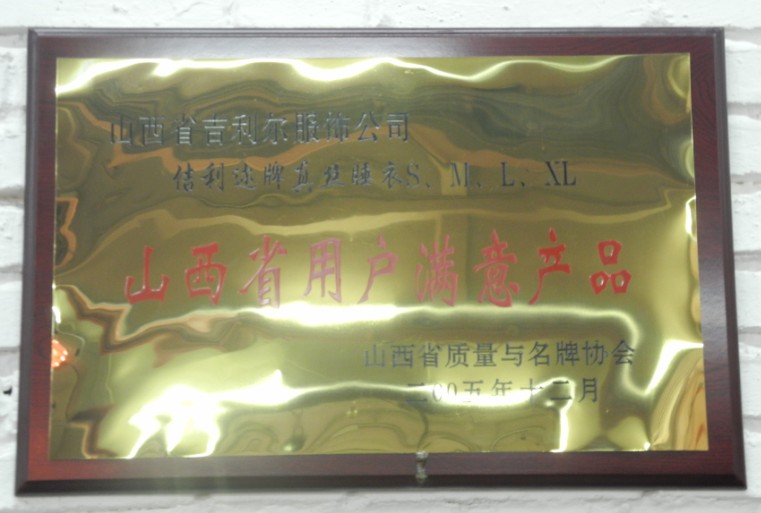 山西省吉利尔服饰公司
佶利达牌真丝睡衣S、M、L、XL
山西省用户满意产品
山西省质量与名牌协会
二〇〇五年十二月